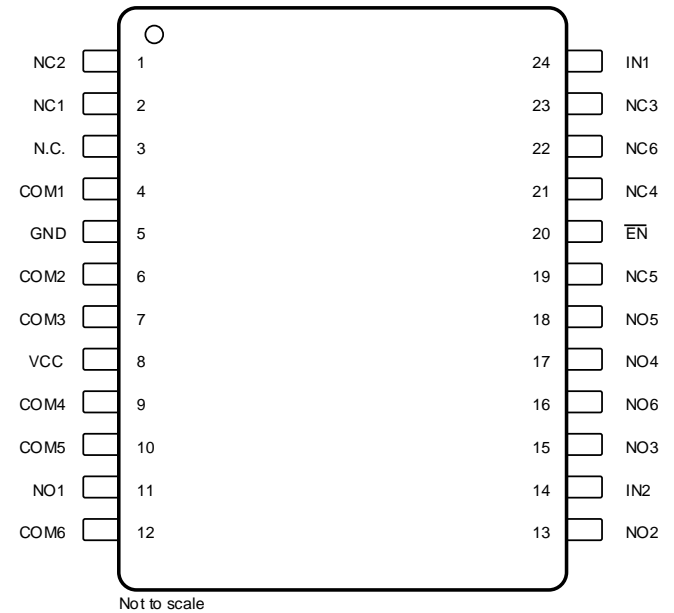 NC2 1 24 IN1
NC1 2 23 NC3
N.C. 3 22 NC6
COM1 4 21 NC4
GND 5 20 E̅N̅
COM2 6 19 NC5
COM3 7 18 NO5
VCC 8 17 NO4
COM4 9 16 NO6
COM5 10 15 NO3
NO1 11 14 IN2
COM6 12 13 NO2
Not to scale